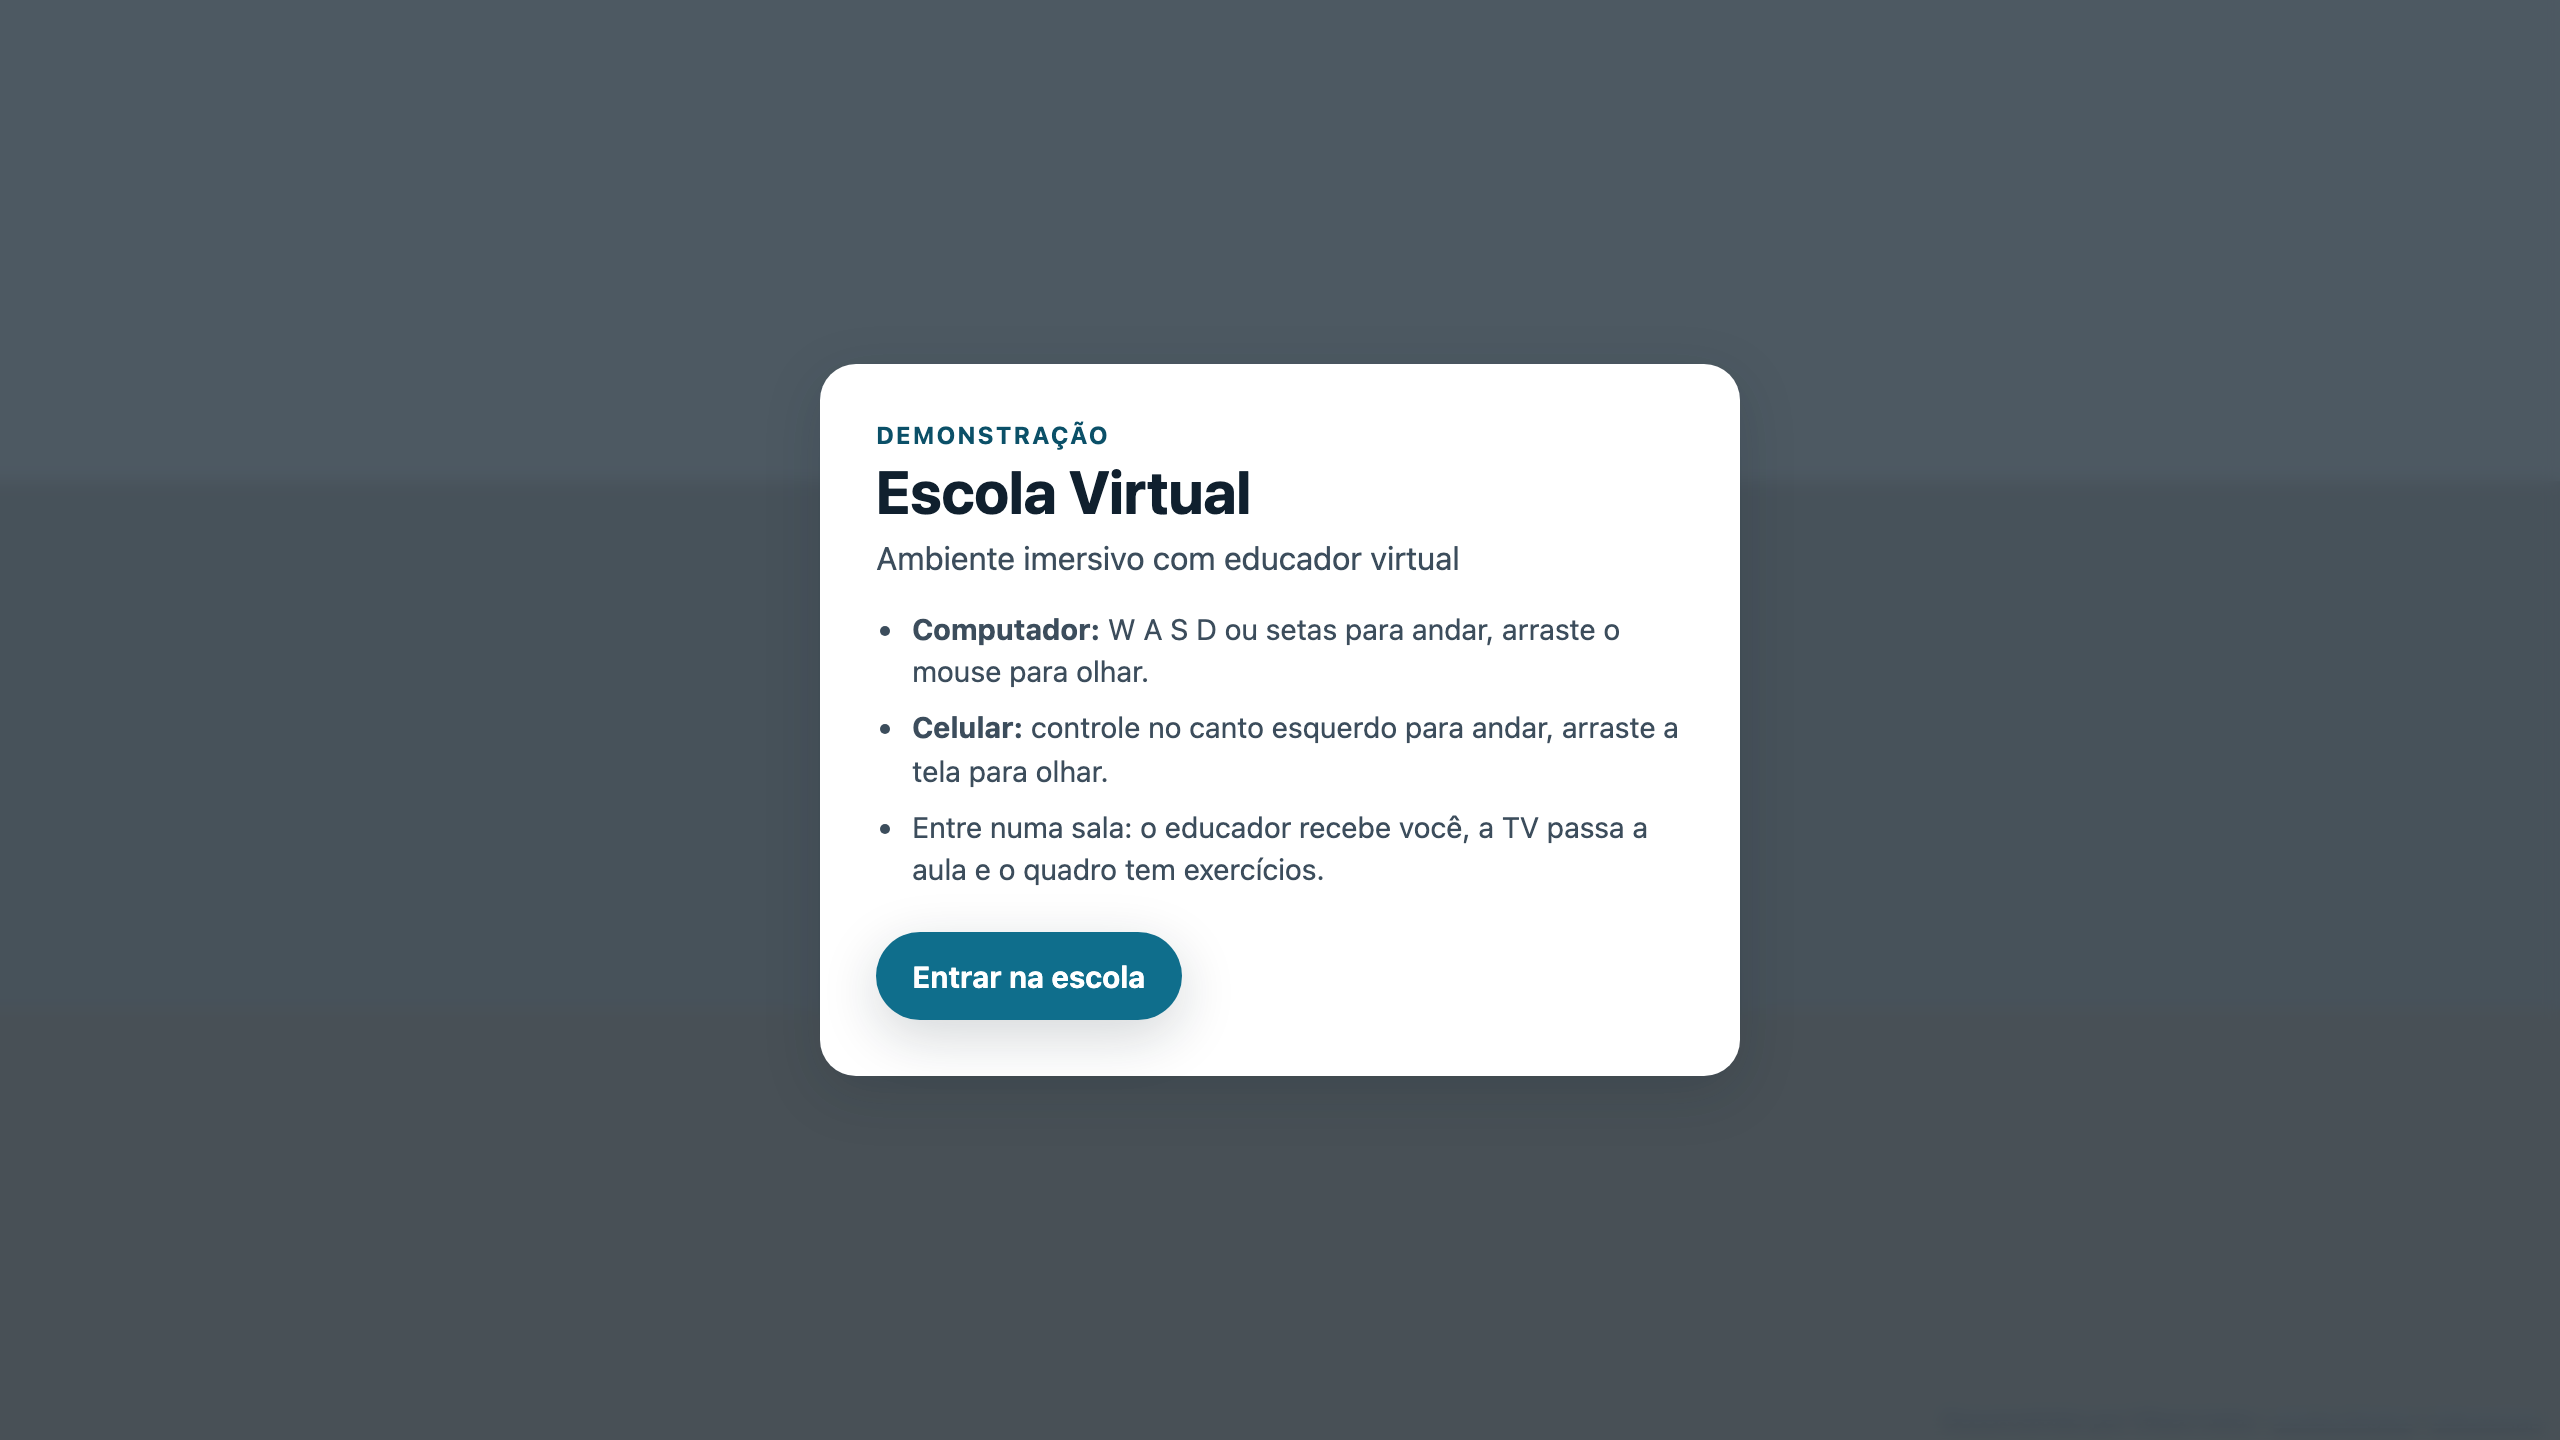 DEMONSTRAÇÃO
Escola Virtual
Ambiente imersivo com educador virtual
• Computador: W A S D ou setas para andar, arraste o
mouse para olhar.
• Celular: controle no canto esquerdo para andar, arraste a
tela para olhar.
• Entre numa sala: o educador recebe você, a TV passa a
aula e o quadro tem exercícios.
Entrar na escola